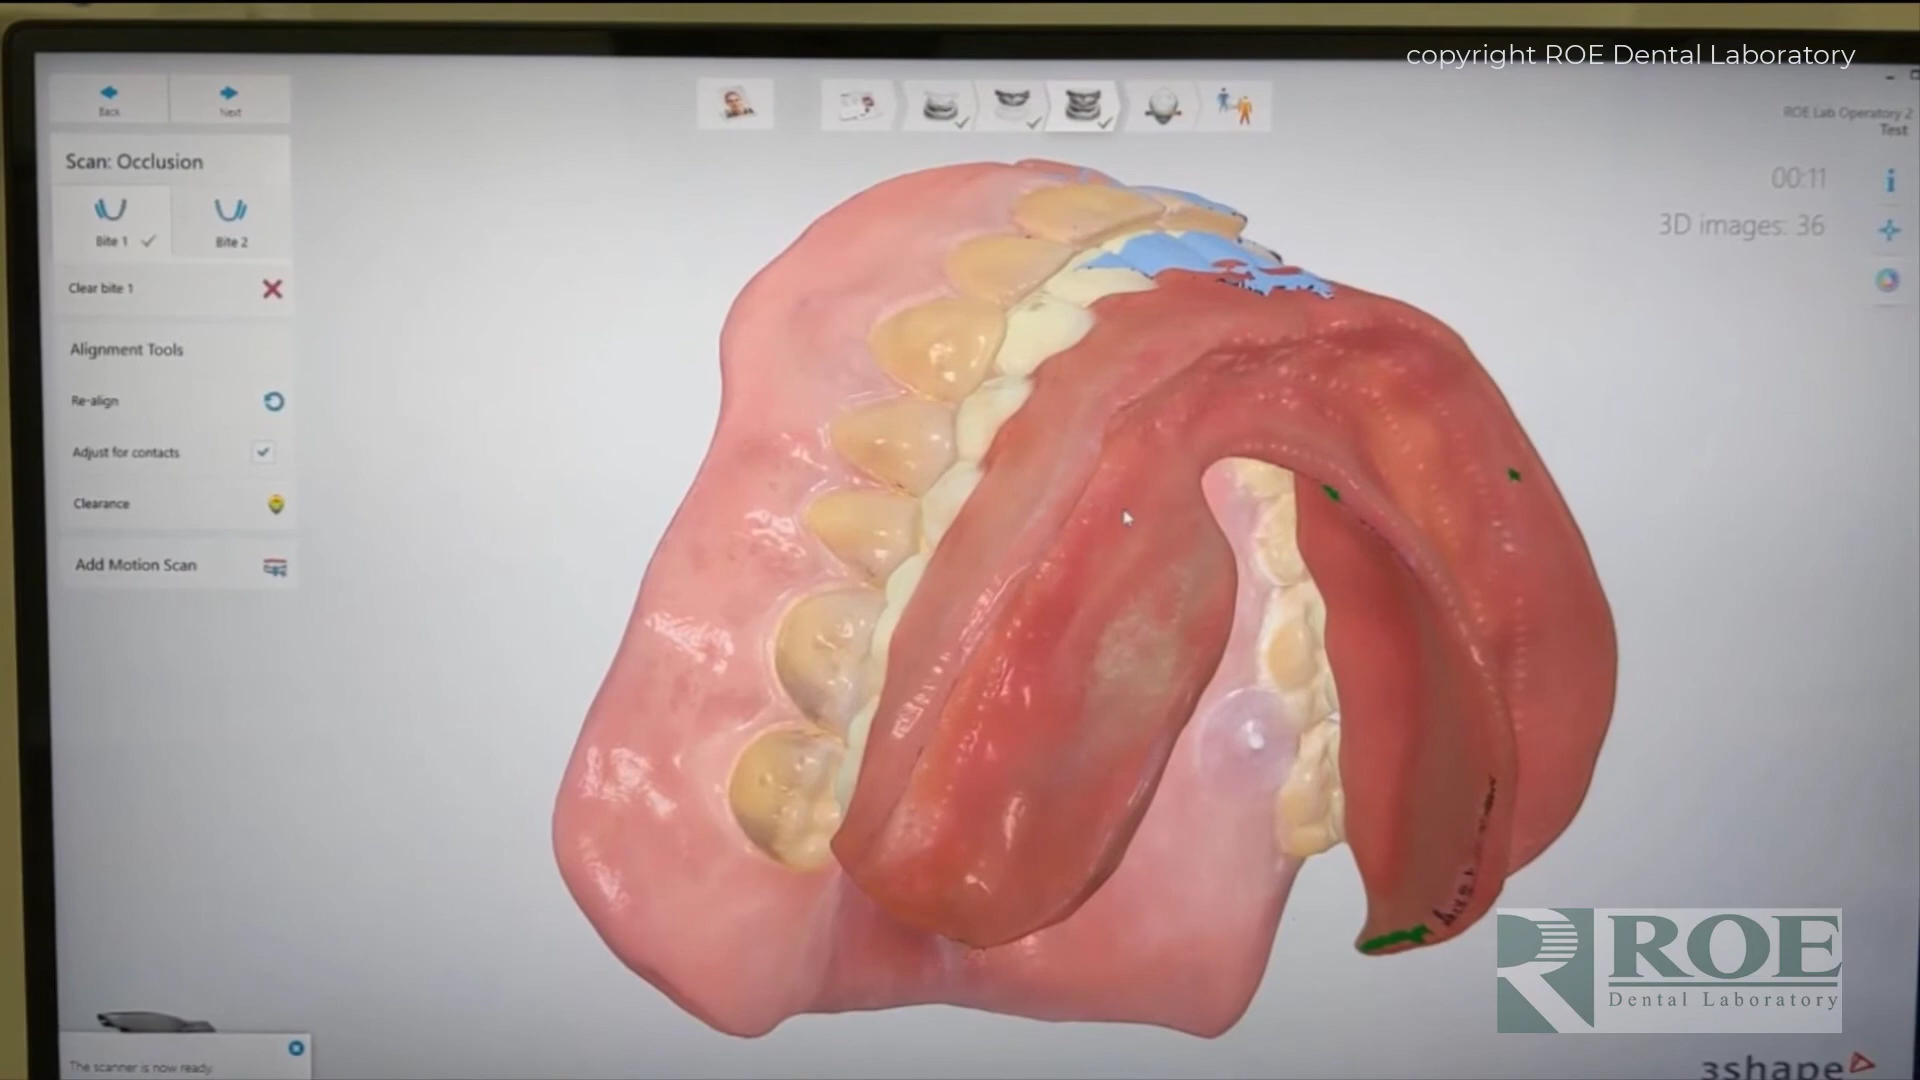 copyright ROE Dental Laboratory
Back
Next
ROE Lab Operatory 2
Test
Scan: Occlusion
00:11
3D images: 36
Bite 1
Bite 2
Clear bite 1
Alignment Tools
Re-align
Adjust for contacts
Clearance
Add Motion Scan
ROE
Dental Laboratory
The scanner is now ready.
3shape